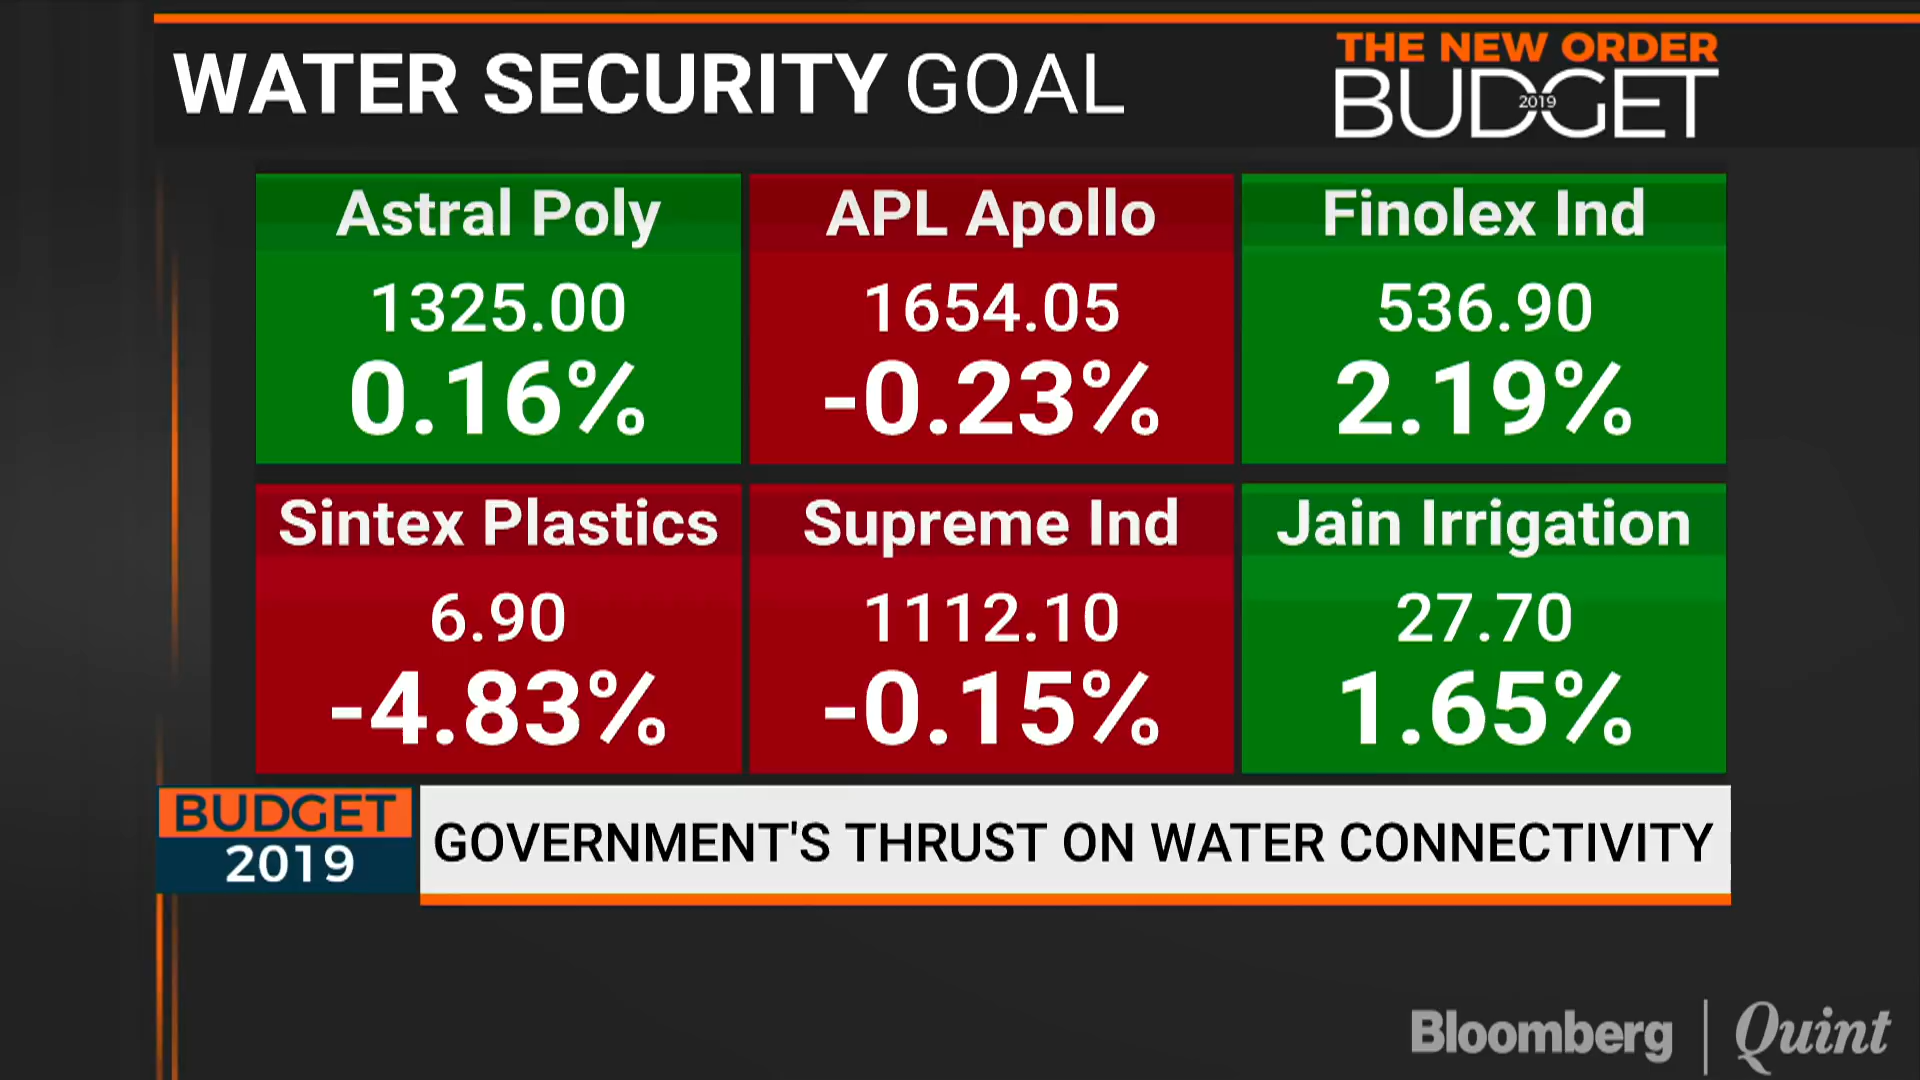 WATER SECURITY GOAL
THE NEW ORDER
BUDGET
2019
Astral Poly
1325.00
0.16%
APL Apollo
1654.05
-0.23%
Finolex Ind
536.90
2.19%
Sintex Plastics
6.90
-4.83%
Supreme Ind
1112.10
-0.15%
Jain Irrigation
27.70
1.65%
BUDGET
2019
GOVERNMENT'S THRUST ON WATER CONNECTIVITY
Bloomberg | Quint